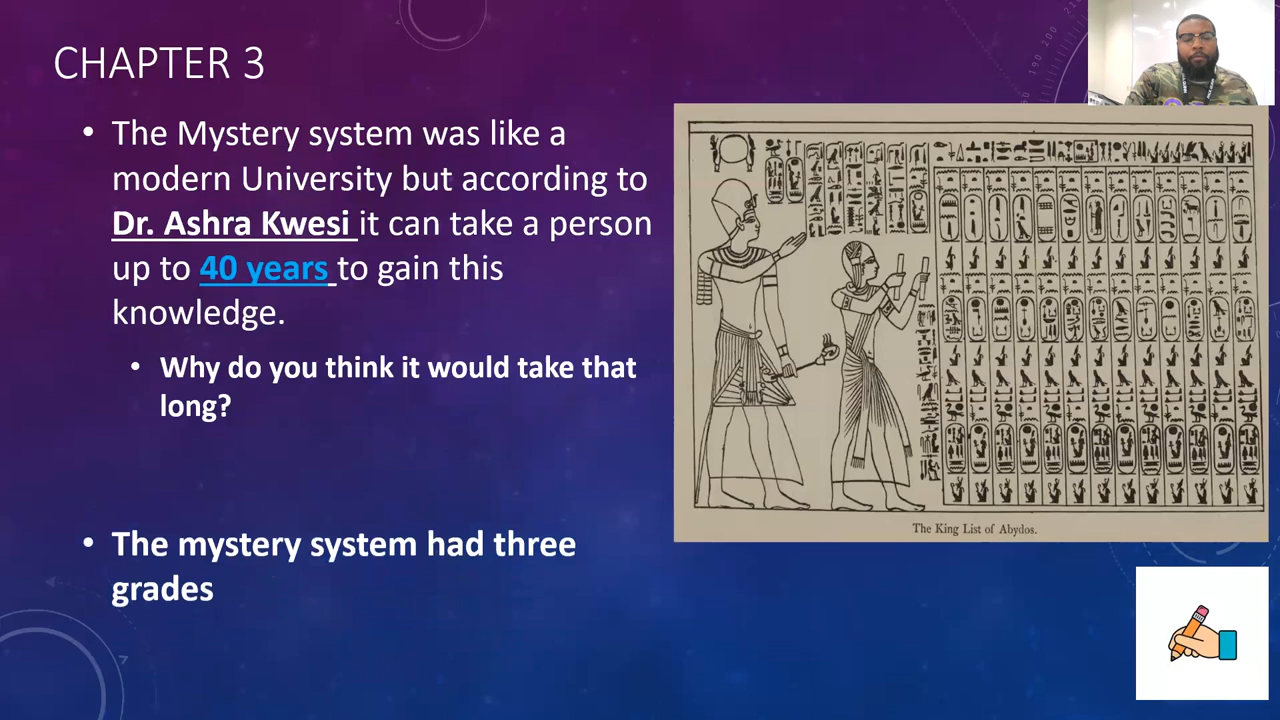 CHAPTER 3
• The Mystery system was like a
modern University but according to
Dr. Ashra Kwesi it can take a person
up to 40 years to gain this
knowledge.
• Why do you think it would take that
long?
• The mystery system had three
grades
The King List of Abydos.